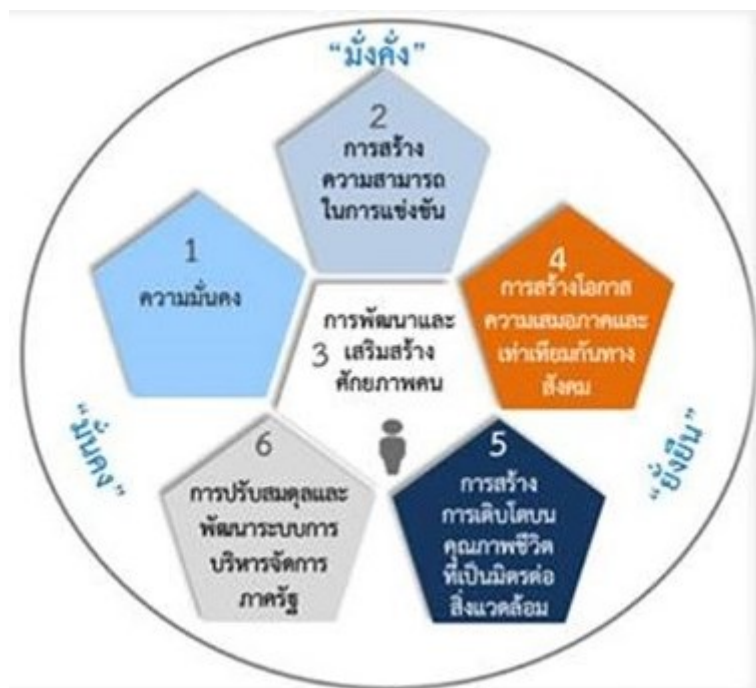 “มั่งคั่ง”
2
การสร้าง
ความสามารถ
ในการแข่งขัน
1
ความมั่นคง
4
การสร้างโอกาส
ความเสมอภาคและ
เท่าเทียมกันทาง
สังคม
3
การพัฒนาและ
เสริมสร้าง
ศักยภาพคน
“มั่นคง”
“ยั่งยืน”
6
การปรับสมดุลและ
พัฒนาระบบการ
บริหารจัดการ
ภาครัฐ
5
การสร้าง
การเติบโตบน
คุณภาพชีวิต
ที่เป็นมิตรต่อ
สิ่งแวดล้อม